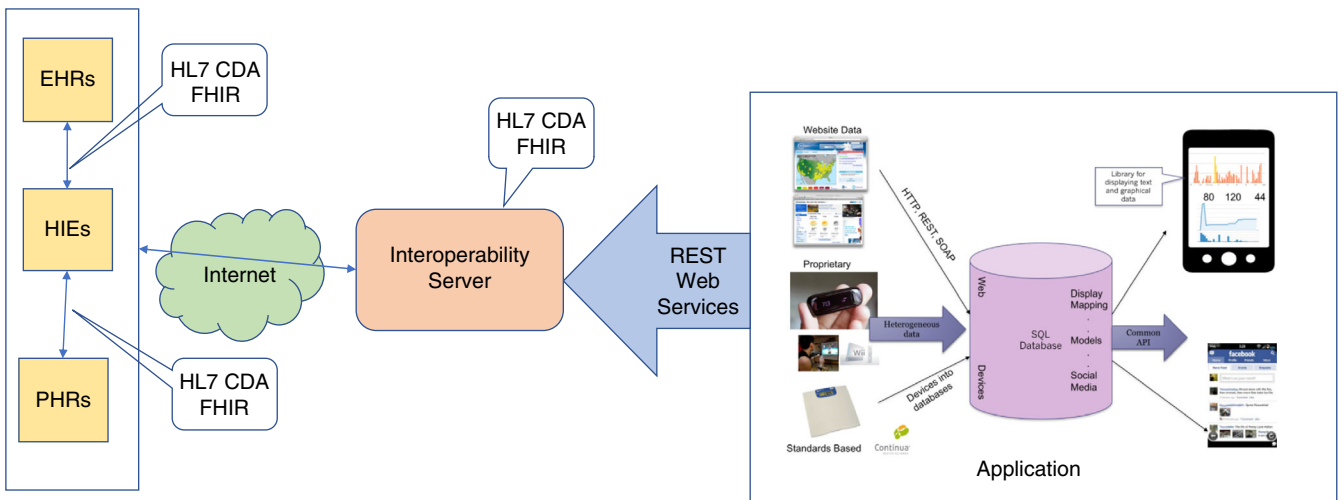 EHRs
HL7 CDA
FHIR
HIEs
HL7 CDA
FHIR
PHRs
Internet
HL7 CDA
FHIR
Interoperability
Server
REST
Web
Services
Website Data
Proprietary
Wii
Standards Based
Continua
HTTP, REST, SOAP
Heterogeneous
data
Devices into
databases
Web
Devices
SQL
Database
Display
Mapping
.
.
Models
.
.
Social
Media
Common
API
Library for
displaying text
and graphical
data
80 120 44
facebook
Application